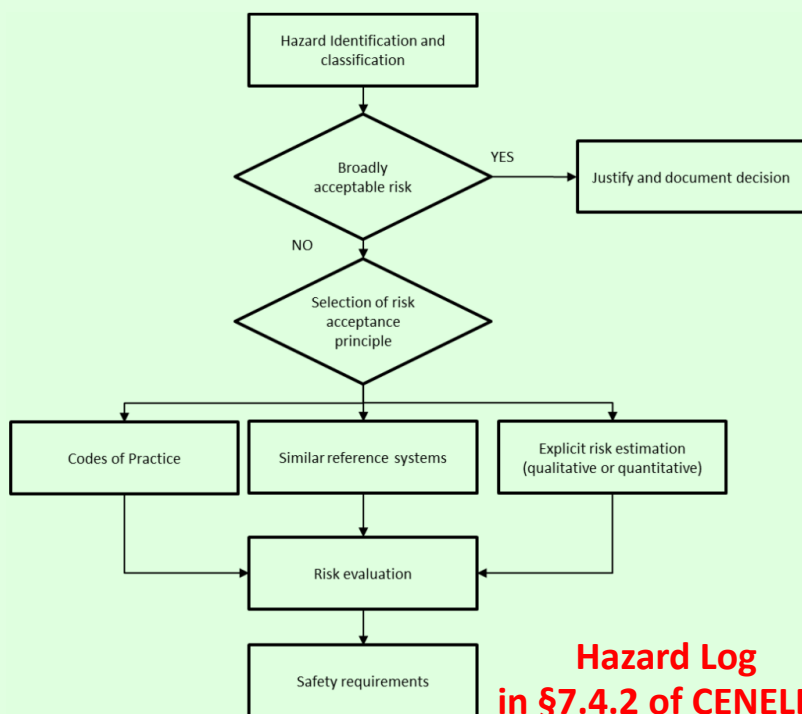 Hazard Identification and
classification
Broadly
acceptable risk
YES
Justify and document decision
NO
Selection of risk
acceptance
principle
Codes of Practice
Similar reference systems
Explicit risk estimation
(qualitative or quantitative)
Risk evaluation
Safety requirements
Hazard Log
in §7.4.2 of